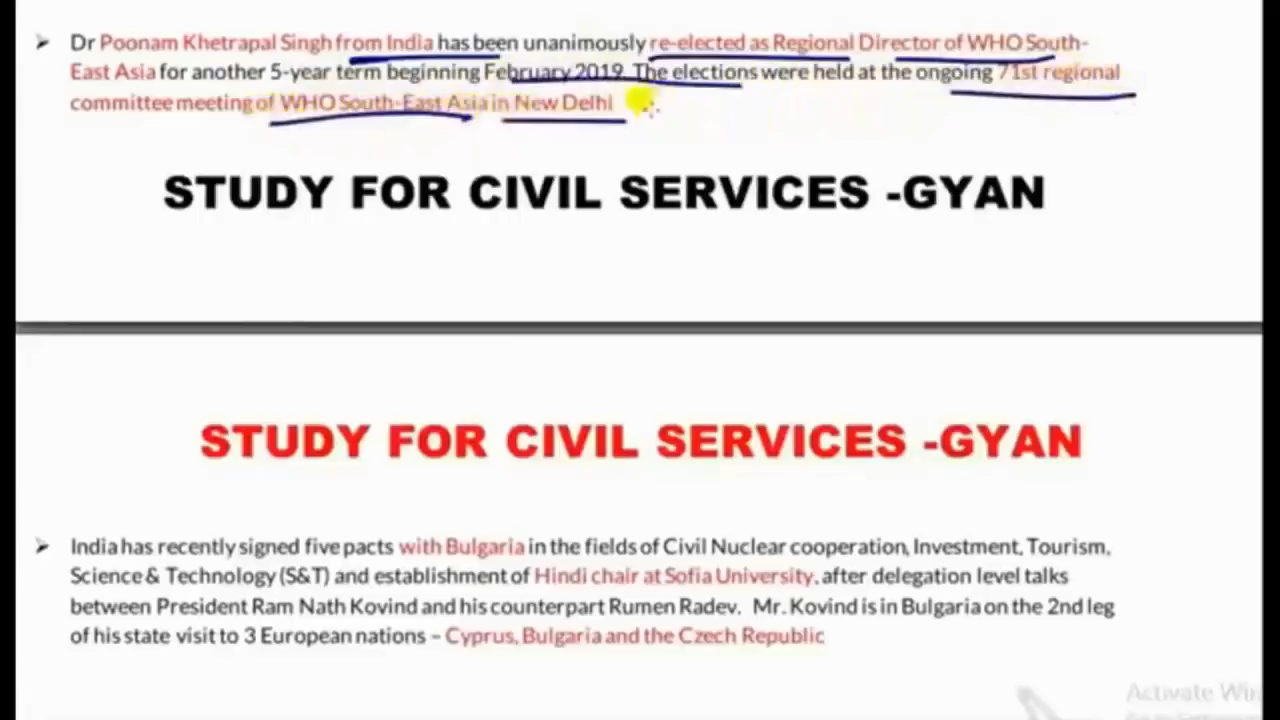 Dr Poonam Khetrapal Singh from India has been unanimously re-elected as Regional Director of WHO South-
East Asia for another 5-year term beginning February 2019. The elections were held at the ongoing 71st regional
committee meeting of WHO South-East Asia in New Delhi
STUDY FOR CIVIL SERVICES -GYAN
STUDY FOR CIVIL SERVICES -GYAN
India has recently signed five pacts with Bulgaria in the fields of Civil Nuclear cooperation, Investment, Tourism,
Science & Technology (S&T) and establishment of Hindi chair at Sofia University, after delegation level talks
between President Ram Nath Kovind and his counterpart Rumen Radev. Mr. Kovind is in Bulgaria on the 2nd leg
of his state visit to 3 European nations – Cyprus, Bulgaria and the Czech Republic
Activate Win